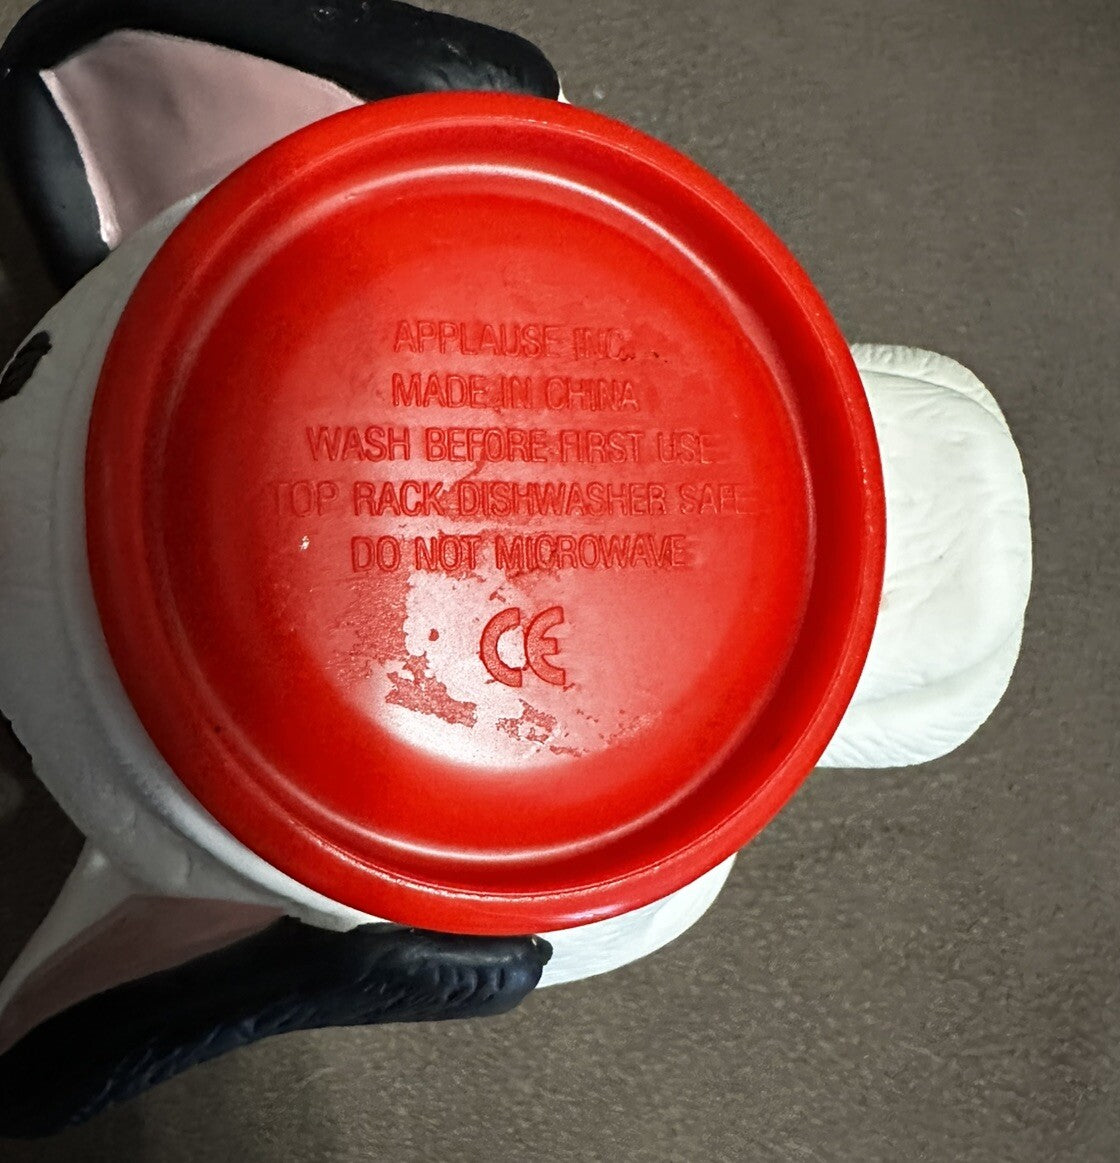 APPLAUSE INC.
MADE IN CHINA
WASH BEFORE FIRST USE
TOP RACK DISHWASHER SAFE
DO NOT MICROWAVE
CE